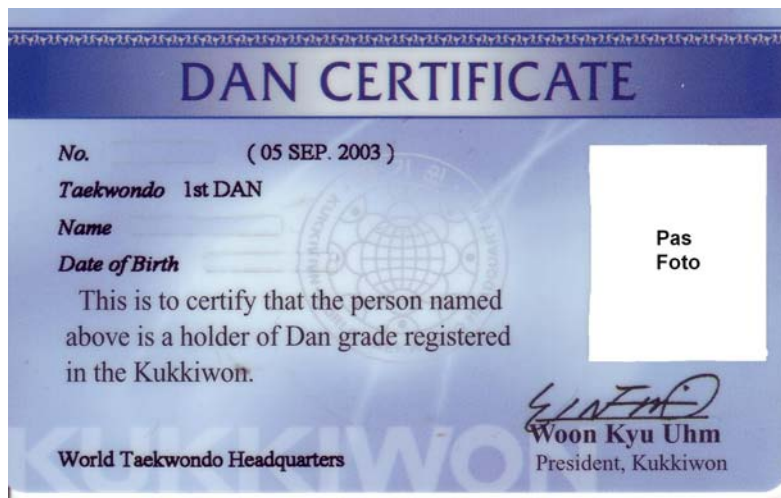 DAN CERTIFICATE
No. ( 05 SEP. 2003 )
Taekwondo 1st DAN
Name
Date of Birth
This is to certify that the person named
above is a holder of Dan grade registered
in the Kukkiwon.
Pas
Foto
Woon Kyu Uhm
President, Kukkiwon
World Taekwondo Headquarters
KUKKIWON